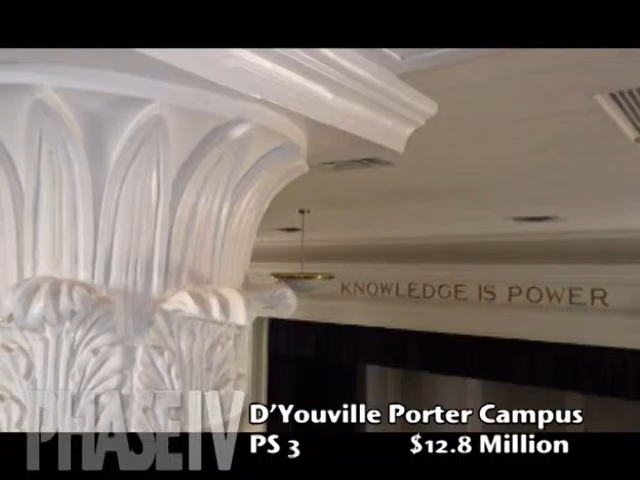 KNOWLEDGE IS POWER
PHASE IV
D'Youville Porter Campus
PS 3 $12.8 Million